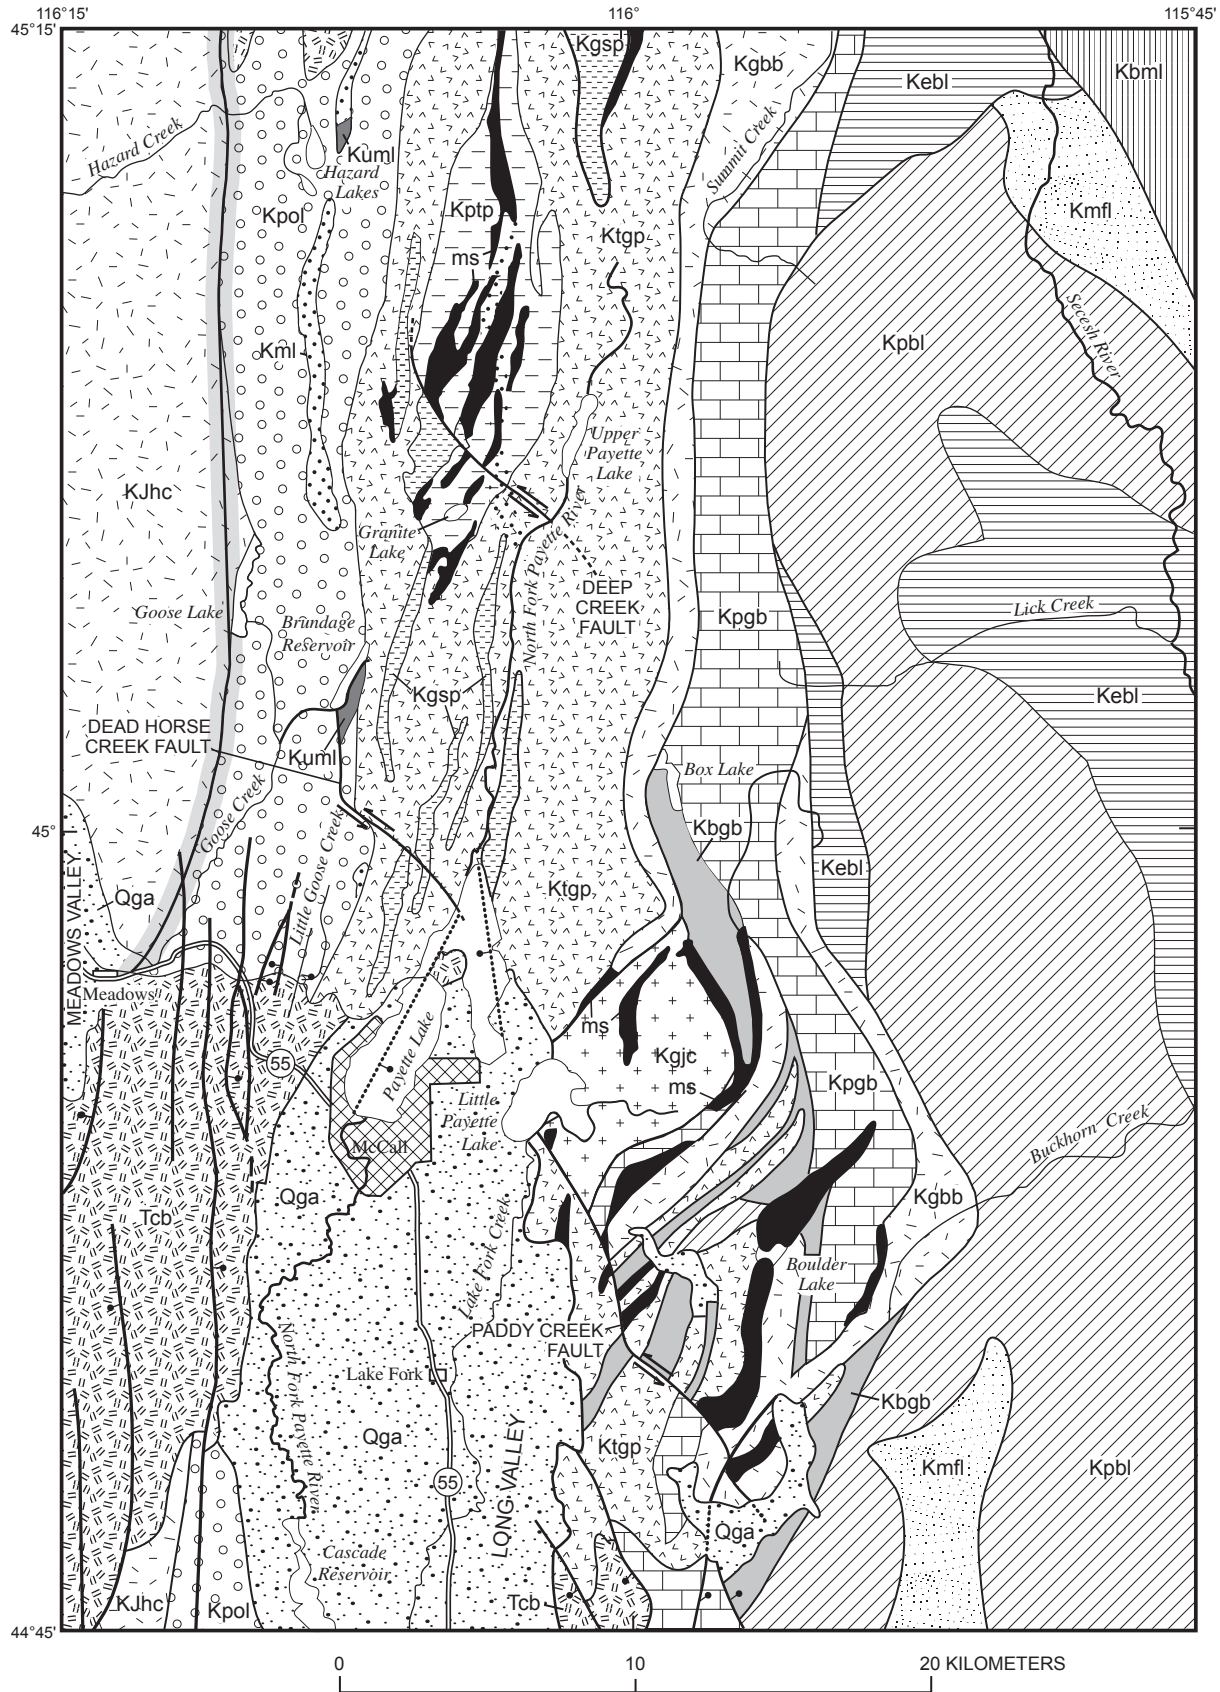 116°15'
116°
115°45'
45°15'
Kgsp
Kgbb
Kebl
Kbml
Hazard Creek
Kuml
Hazard
Lakes
Summit Creek
Kpol
Kptp
Ktgp
Kmfl
ms
Secesh River
Kml
Kpbl
Upper
Payette
Lake
KJhc
Granite
Lake
North Fork Payette River
DEEP
CREEK
FAULT
Goose Lake
Brundage
Reservoir
Kpgb
Lick Creek
Kgsp
Kebl
DEAD HORSE
CREEK FAULT
Kuml
Goose Creek
Box Lake
Little Goose Creek
45°
Kbgb
MEADOWS VALLEY
Qga
Ktgp
Kebl
Meadows
ms
55
Payette Lake
Kgjc
ms
Kpgb
Little
Payette
Lake
McCall
Buckhorn Creek
Qga
Kgbb
Tcb
Lake Fork Creek
Boulder
Lake
North Fork Payette River
PADDY CREEK
FAULT
Lake Fork
Kbgb
Qga
LONG VALLEY
Ktgp
Kmfl
Kpbl
55
Qga
Cascade
Reservoir
KJhc
Kpol
Tcb
44°45'
0
10
20 KILOMETERS